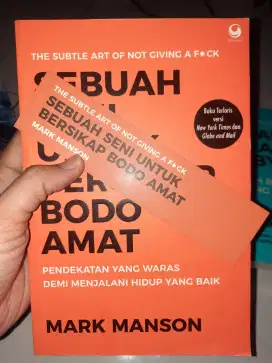 THE SUBTLE ART OF NOT GIVING A F*CK
SEBUAH
BODO
AMAT
PENDEKATAN YANG WARAS
DEMI MENJALANI HIDUP YANG BAIK
MARK MANSON
Buku Terlaris
versi
New York Times dan
Globe and Mail
THE SUBTLE ART OF NOT GIVING A F*CK
SEBUAH SENI UNTUK
BERSIKAP BODO AMAT
MARK MANSON